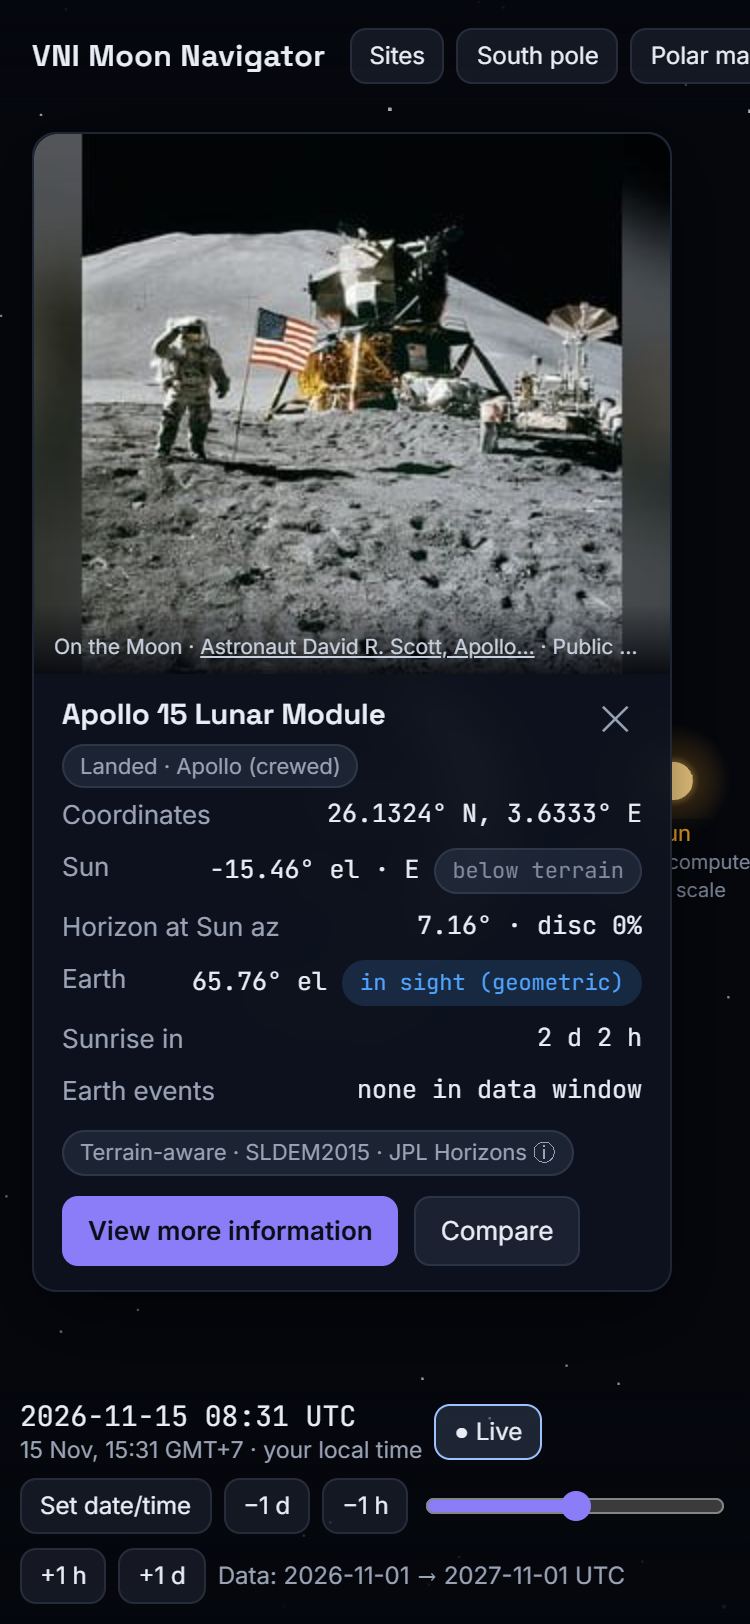 VNI Moon Navigator Sites South pole Polar ma
On the Moon · Astronaut David R. Scott, Apollo... · Public ...
Apollo 15 Lunar Module
Landed · Apollo (crewed)
Coordinates 26.1324° N, 3.6333° E
Sun -15.46° el · E below terrain
un
compute
scale
Horizon at Sun az 7.16° · disc 0%
Earth 65.76° el in sight (geometric)
Sunrise in 2 d 2 h
Earth events none in data window
Terrain-aware · SLDEM2015 · JPL Horizons ⓘ
View more information Compare
2026-11-15 08:31 UTC
15 Nov, 15:31 GMT+7 · your local time
● Live
Set date/time −1 d −1 h
+1 h +1 d Data: 2026-11-01 → 2027-11-01 UTC